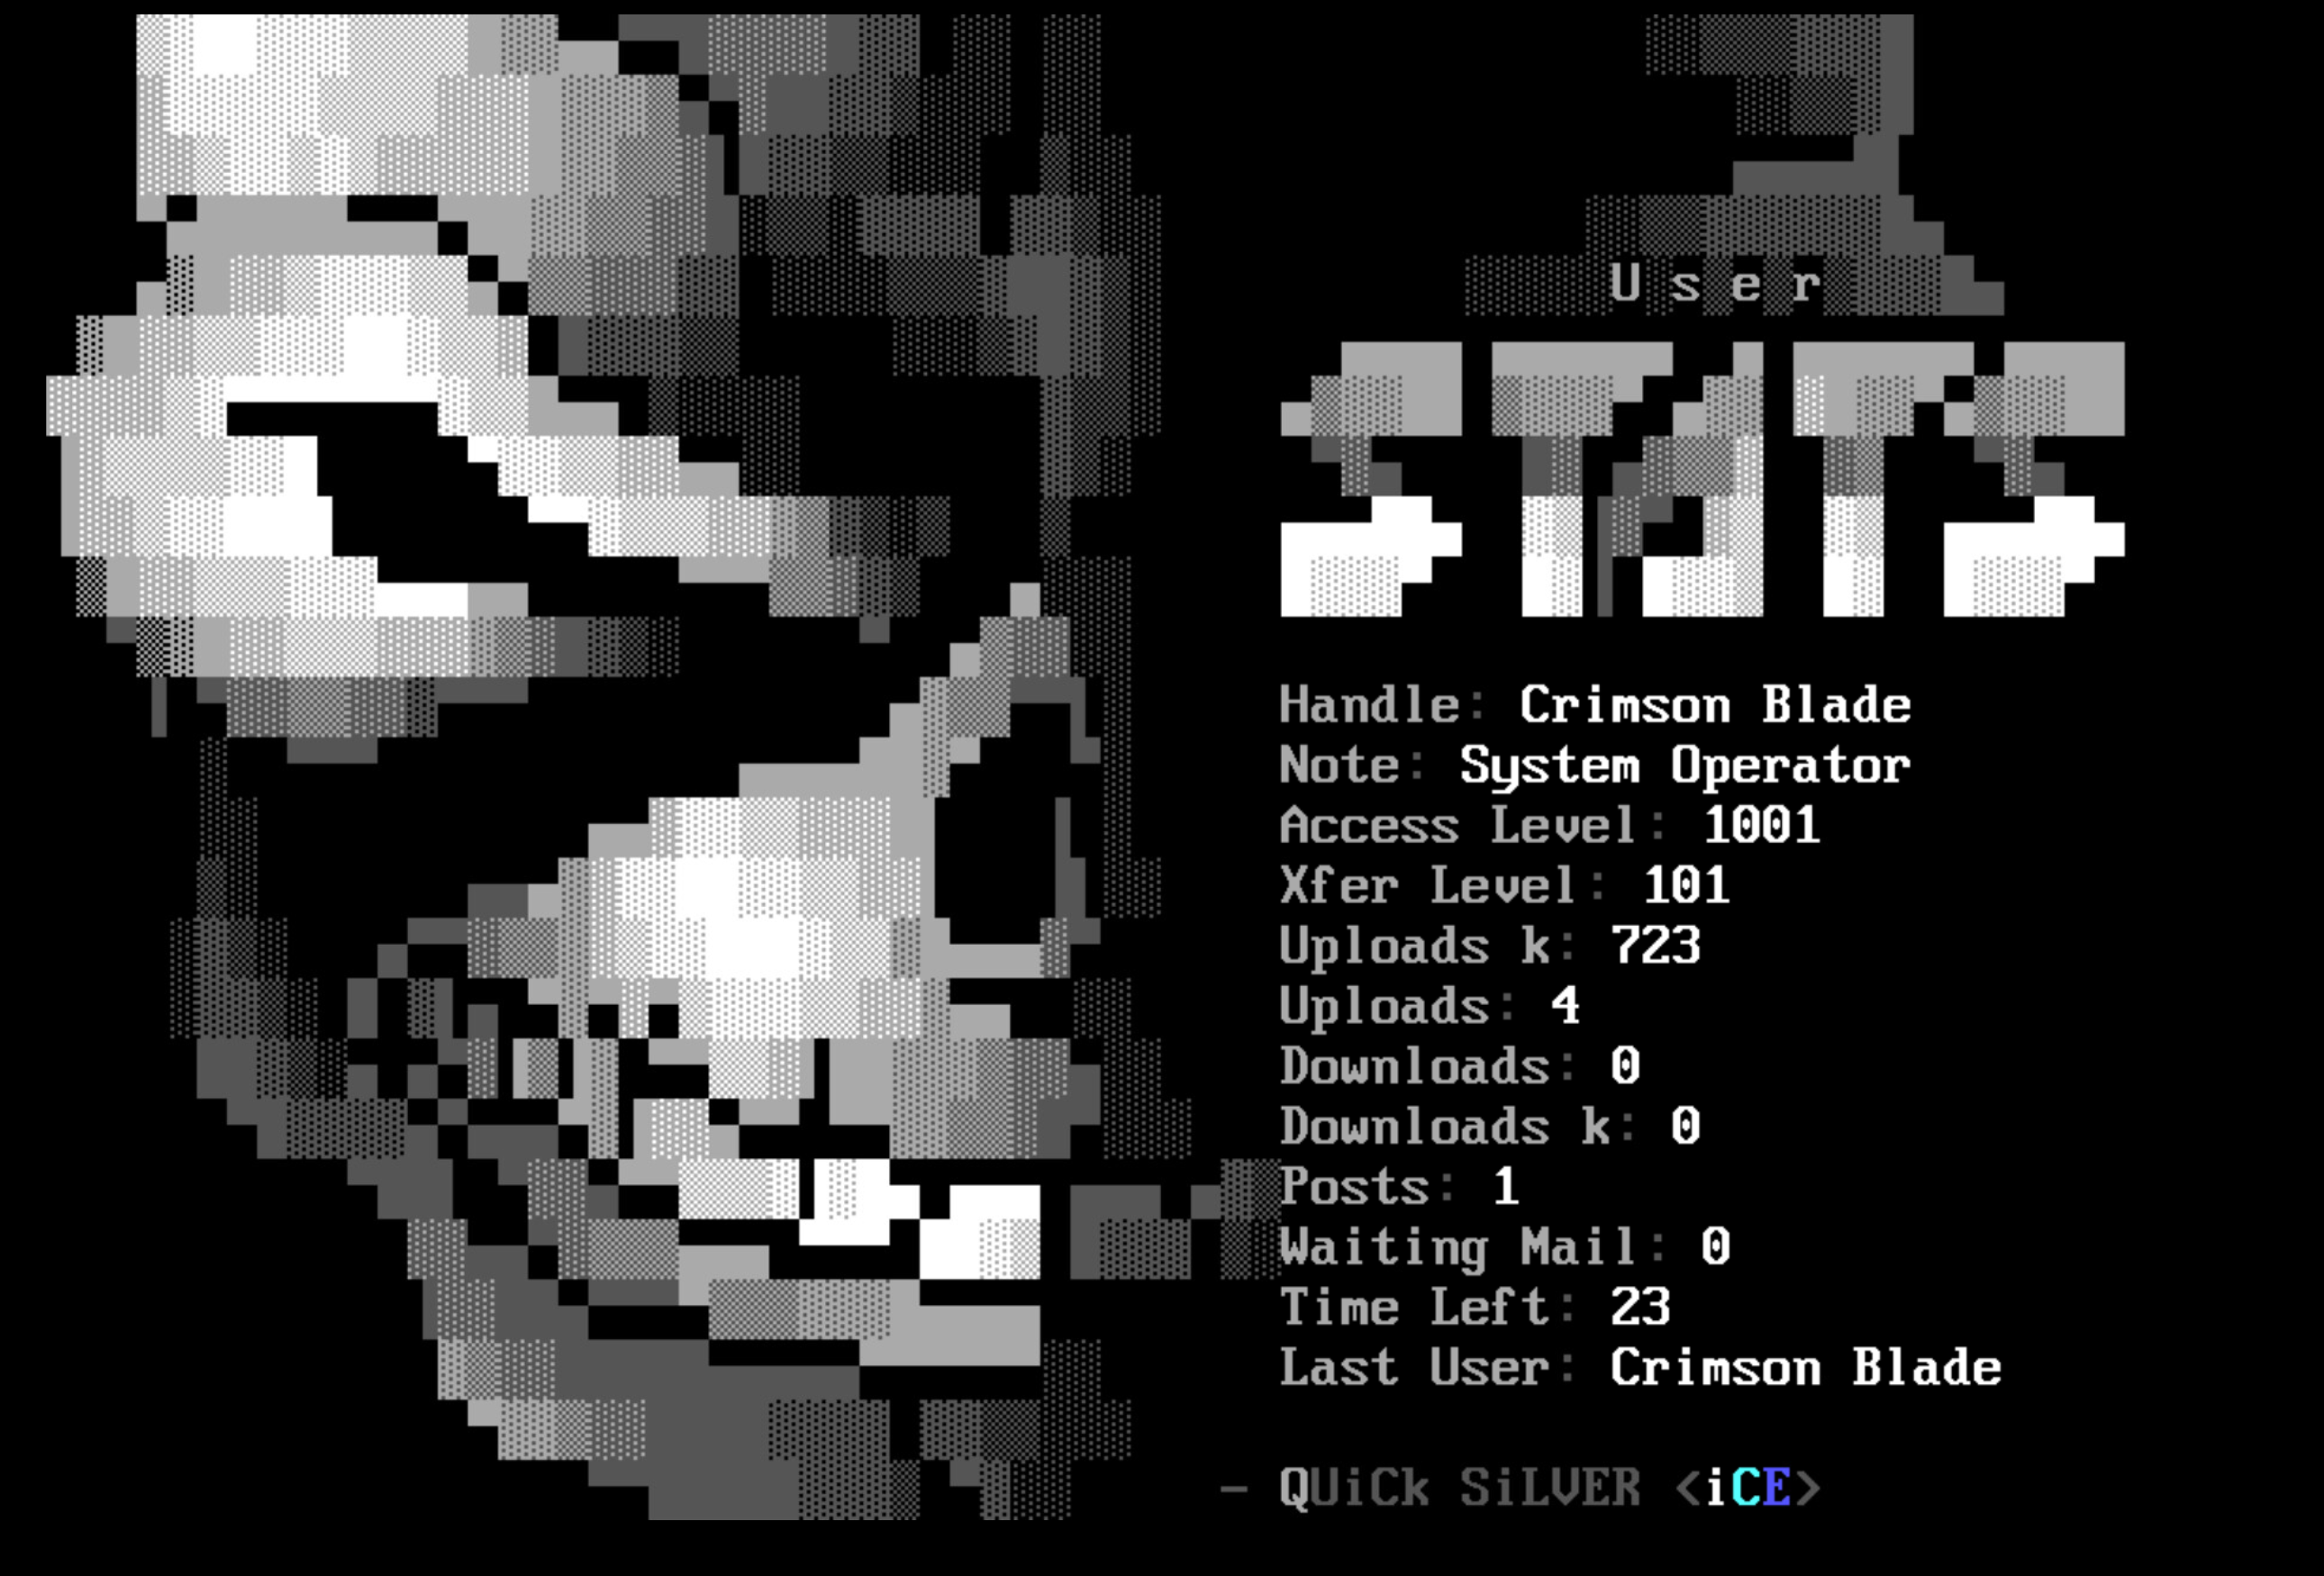 User
STATS
Handle: Crimson Blade
Note: System Operator
Access Level: 1001
Xfer Level: 101
Uploads k: 723
Uploads: 4
Downloads: 0
Downloads k: 0
Posts: 1
Waiting Mail: 0
Time Left: 23
Last User: Crimson Blade
- QUiCk SiLVER <iCE>